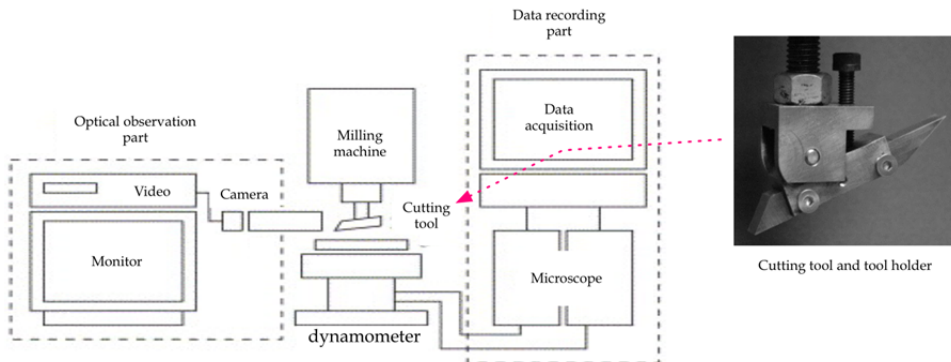 Data recording
part
Optical observation
part
Milling
machine
Data
acquisition
Video
Camera
Cutting
tool
Monitor
Microscope
dynamometer
Cutting tool and tool holder